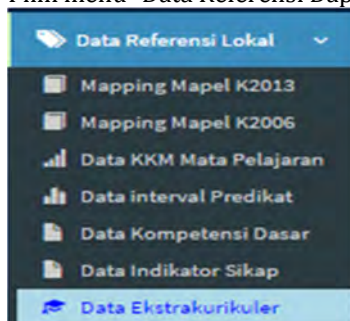 Data Referensi Lokal
Mapping Mapel K2013
Mapping Mapel K2006
Data KKM Mata Pelajaran
Data interval Predikat
Data Kompetensi Dasar
Data Indikator Sikap
Data Ekstrakurikuler